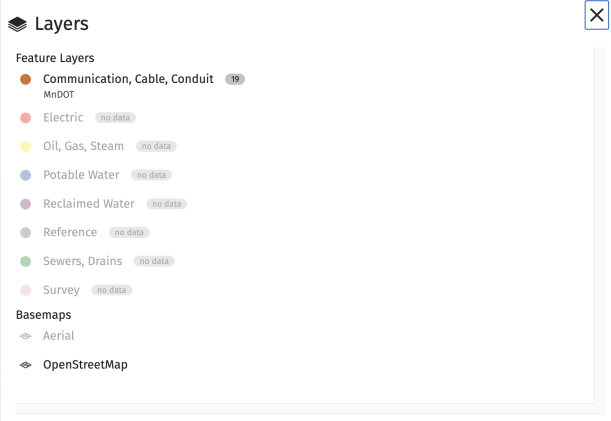 Layers
Feature Layers
Communication, Cable, Conduit 19
MnDOT
Electric no data
Oil, Gas, Steam no data
Potable Water no data
Reclaimed Water no data
Reference no data
Sewers, Drains no data
Survey no data
Basemaps
Aerial
OpenStreetMap